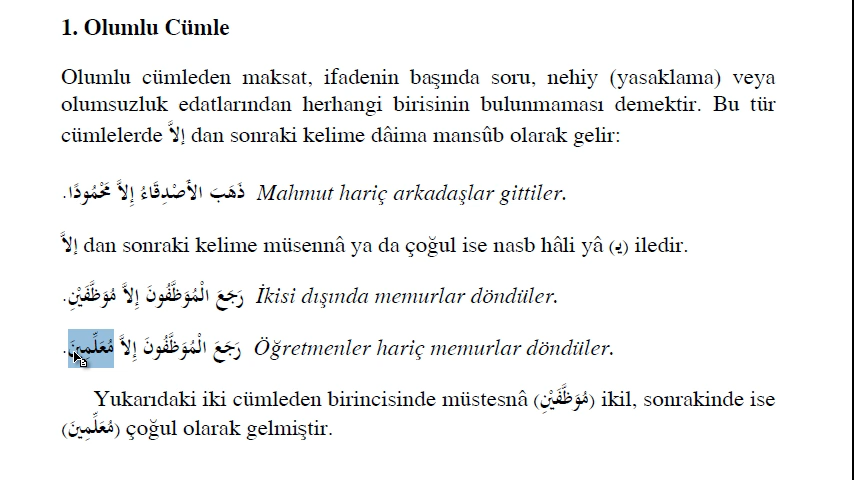 1. Olumlu Cümle
Olumlu cümleden maksat, ifadenin başında soru, nehiy (yasaklama) veya
olumsuzluk edatlarından herhangi birisinin bulunmaması demektir. Bu tür
cümlelerde إِلاَّ dan sonraki kelime dâima mansûb olarak gelir:
ذَهَبَ الأَصْدِقَاءُ إِلاَّ مَحْمُودًا. Mahmut hariç arkadaşlar gittiler.
إِلاَّ dan sonraki kelime müsennâ ya da çoğul ise nasb hâli yâ (ـيـ) iledir.
رَجَعَ الْمُوَظَّفُونَ إِلاَّ مُوَظَّفَيْنِ. İkisi dışında memurlar döndüler.
رَجَعَ الْمُوَظَّفُونَ إِلاَّ مُعَلِّمِينَ. Öğretmenler hariç memurlar döndüler.
Yukarıdaki iki cümleden birincisinde müstesnâ (مُوَظَّفَيْنِ) ikil, sonrakinde ise
(مُعَلِّمِينَ) çoğul olarak gelmiştir.